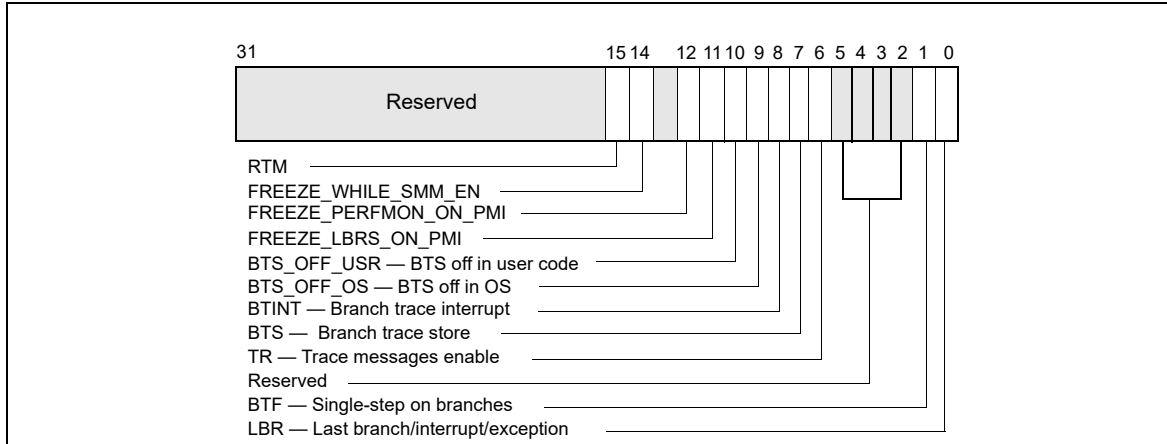 31 15 14 12 11 10 9 8 7 6 5 4 3 2 1 0
Reserved
RTM
FREEZE_WHILE_SMM_EN
FREEZE_PERFMON_ON_PMI
FREEZE_LBRS_ON_PMI
BTS_OFF_USR — BTS off in user code
BTS_OFF_OS — BTS off in OS
BTINT — Branch trace interrupt
BTS — Branch trace store
TR — Trace messages enable
Reserved
BTF — Single-step on branches
LBR — Last branch/interrupt/exception